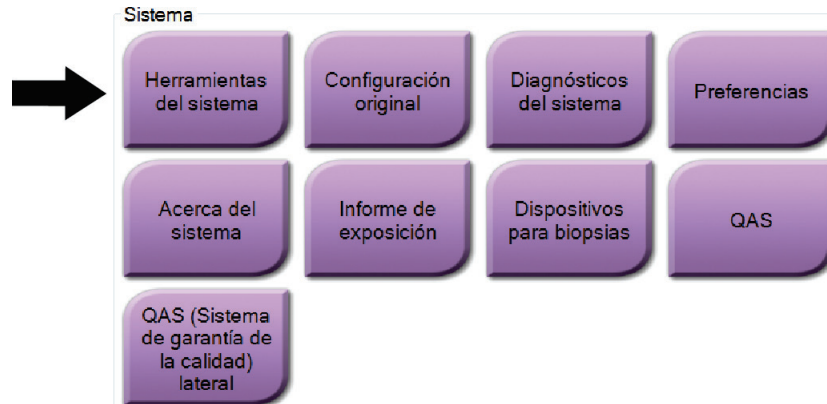 Sistema
Herramientas
del sistema
Configuración
original
Diagnósticos
del sistema
Preferencias
Acerca del
sistema
Informe de
exposición
Dispositivos
para biopsias
QAS
QAS (Sistema
de garantía de
la calidad)
lateral